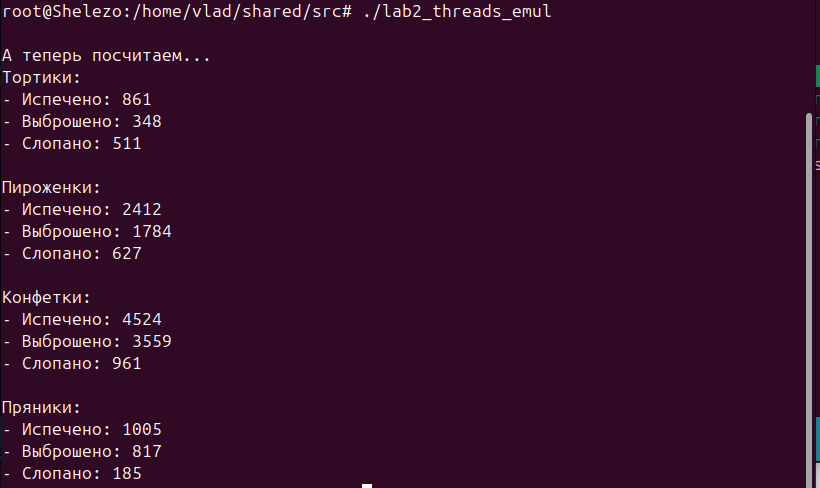 root@Shelezo:/home/vlad/shared/src# ./lab2_threads_emul
А теперь посчитаем...
Тортики:
- Испечено: 861
- Выброшено: 348
- Слопано: 511
Пироженки:
- Испечено: 2412
- Выброшено: 1784
- Слопано: 627
Конфетки:
- Испечено: 4524
- Выброшено: 3559
- Слопано: 961
Пряники:
- Испечено: 1005
- Выброшено: 817
- Слопано: 185